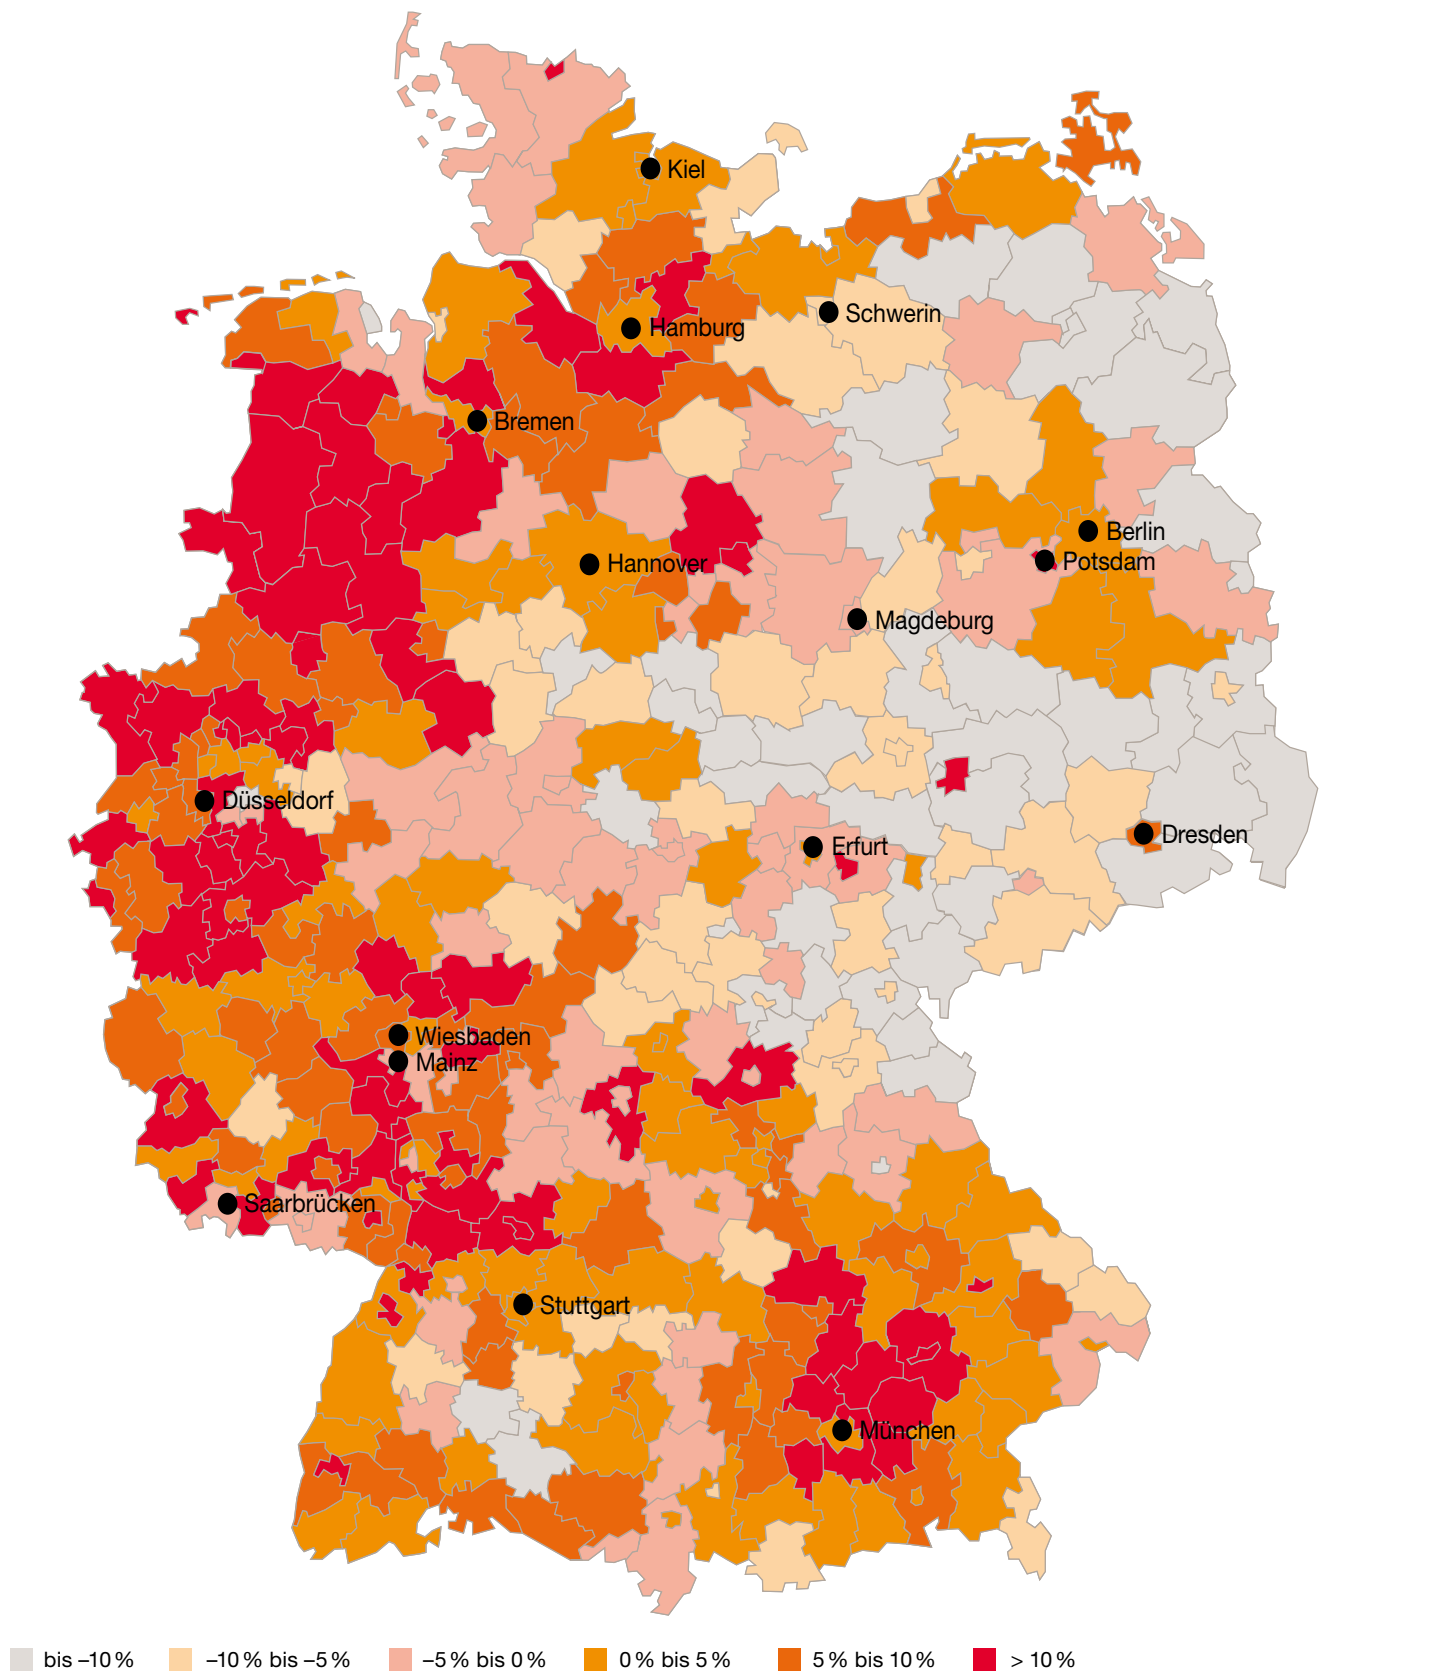 Kiel
Schwerin
Hamburg
Bremen
Berlin
Hannover
Potsdam
Magdeburg
Düsseldorf
Dresden
Erfurt
Wiesbaden
Mainz
Saarbrücken
Stuttgart
München
bis –10 % –10 % bis –5 % –5 % bis 0 % 0 % bis 5 % 5 % bis 10 % > 10 %